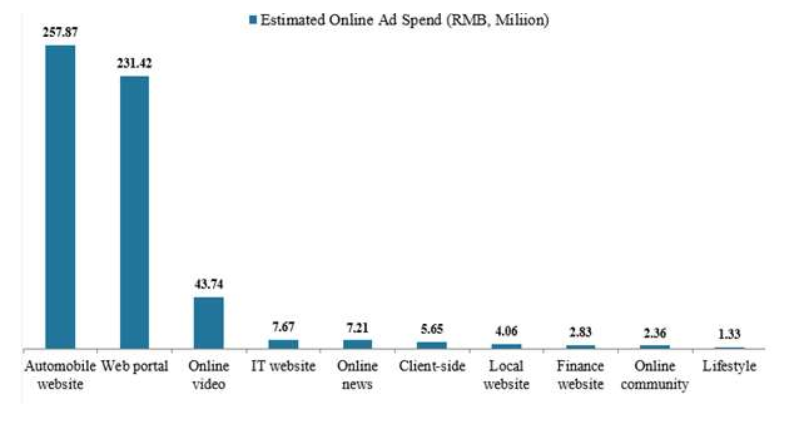 Estimated Online Ad Spend (RMB, Miliion)
257.87
231.42
43.74
7.67
7.21
5.65
4.06
2.83
2.36
1.33
Automobile website
Web portal
Online video
IT website
Online news
Client-side
Local website
Finance website
Online community
Lifestyle